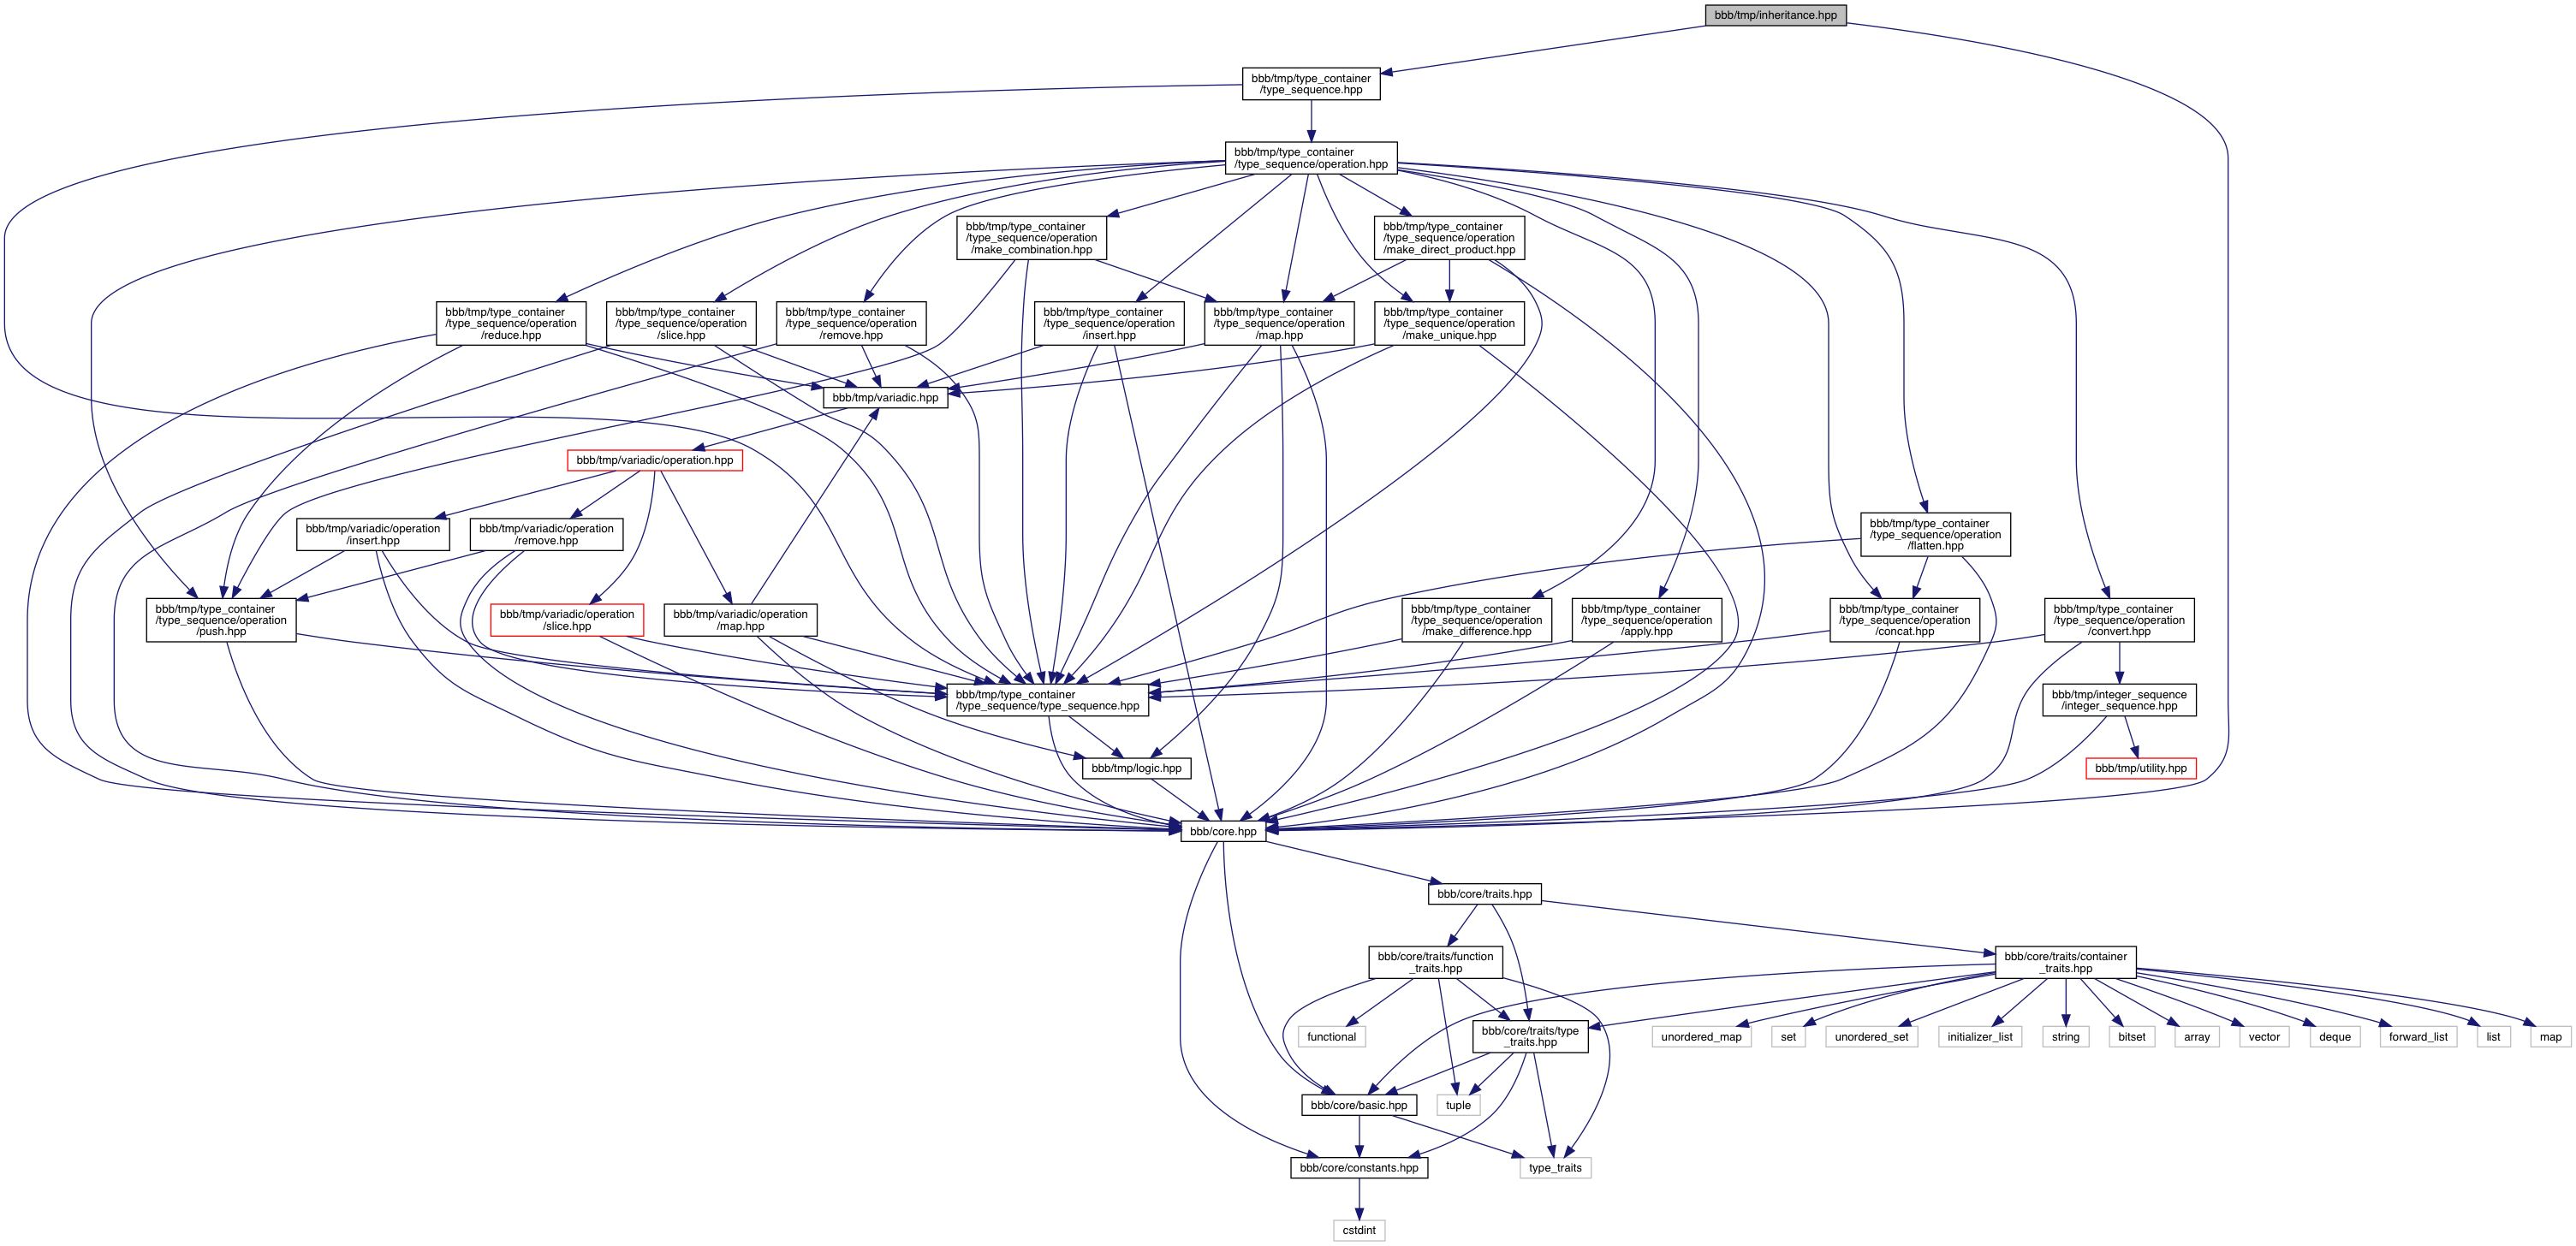 bbb/tmp/inheritance.hpp
bbb/tmp/type_container
/type_sequence.hpp
bbb/tmp/type_container
/type_sequence/operation.hpp
bbb/tmp/type_container
/type_sequence/operation
/make_combination.hpp
bbb/tmp/type_container
/type_sequence/operation
/make_direct_product.hpp
bbb/tmp/type_container
/type_sequence/operation
/reduce.hpp
bbb/tmp/type_container
/type_sequence/operation
/slice.hpp
bbb/tmp/type_container
/type_sequence/operation
/remove.hpp
bbb/tmp/type_container
/type_sequence/operation
/insert.hpp
bbb/tmp/type_container
/type_sequence/operation
/map.hpp
bbb/tmp/type_container
/type_sequence/operation
/make_unique.hpp
bbb/tmp/variadic.hpp
bbb/tmp/variadic/operation.hpp
bbb/tmp/variadic/operation
/insert.hpp
bbb/tmp/variadic/operation
/remove.hpp
bbb/tmp/type_container
/type_sequence/operation
/flatten.hpp
bbb/tmp/type_container
/type_sequence/operation
/push.hpp
bbb/tmp/variadic/operation
/slice.hpp
bbb/tmp/variadic/operation
/map.hpp
bbb/tmp/type_container
/type_sequence/operation
/make_difference.hpp
bbb/tmp/type_container
/type_sequence/operation
/apply.hpp
bbb/tmp/type_container
/type_sequence/operation
/concat.hpp
bbb/tmp/type_container
/type_sequence/operation
/convert.hpp
bbb/tmp/type_container
/type_sequence/type_sequence.hpp
bbb/tmp/integer_sequence
/integer_sequence.hpp
bbb/tmp/logic.hpp
bbb/tmp/utility.hpp
bbb/core.hpp
bbb/core/traits.hpp
bbb/core/traits/function
_traits.hpp
bbb/core/traits/container
_traits.hpp
functional
bbb/core/traits/type
_traits.hpp
unordered_map
set
unordered_set
initializer_list
string
bitset
array
vector
deque
forward_list
list
map
bbb/core/basic.hpp
tuple
bbb/core/constants.hpp
type_traits
cstdint